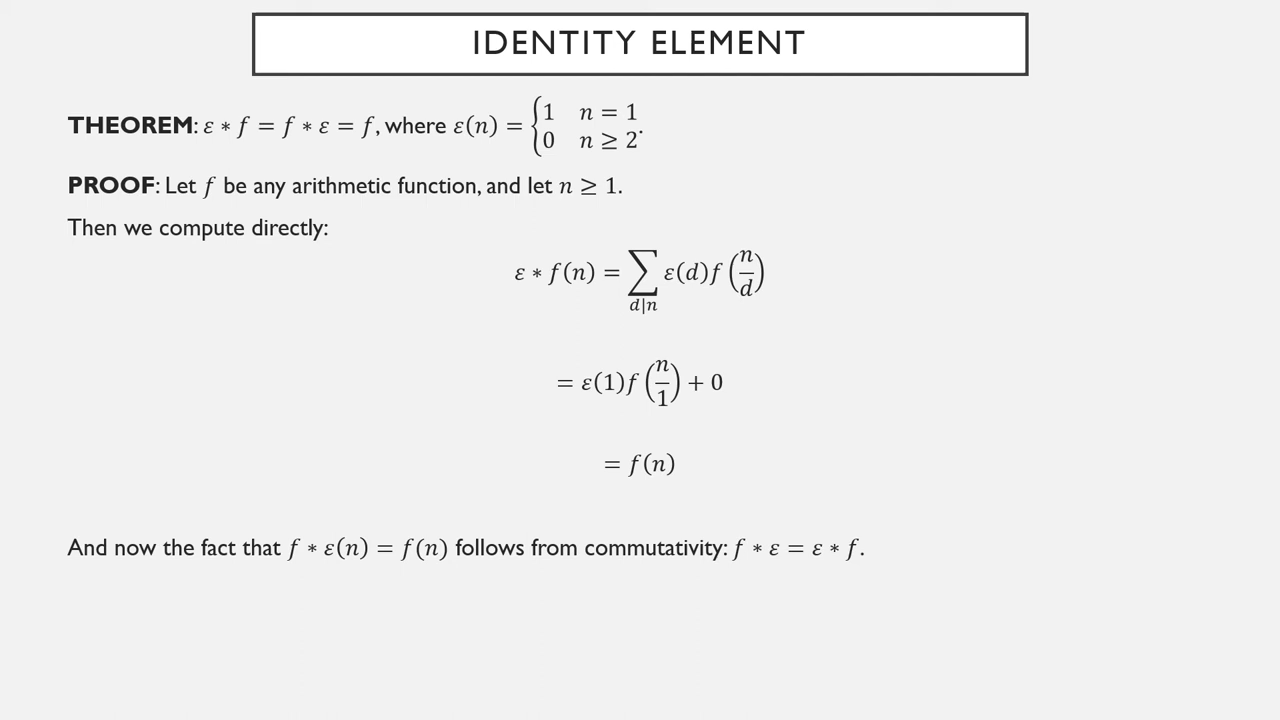 IDENTITY ELEMENT
THEOREM: ε ∗ f = f ∗ ε = f, where ε(n) = {1 n = 1
0 n ≥ 2.
PROOF: Let f be any arithmetic function, and let n ≥ 1.
Then we compute directly:
ε ∗ f(n) = ∑_{d|n} ε(d)f(n/d)
= ε(1)f(n/1) + 0
= f(n)
And now the fact that f ∗ ε(n) = f(n) follows from commutativity: f ∗ ε = ε ∗ f.